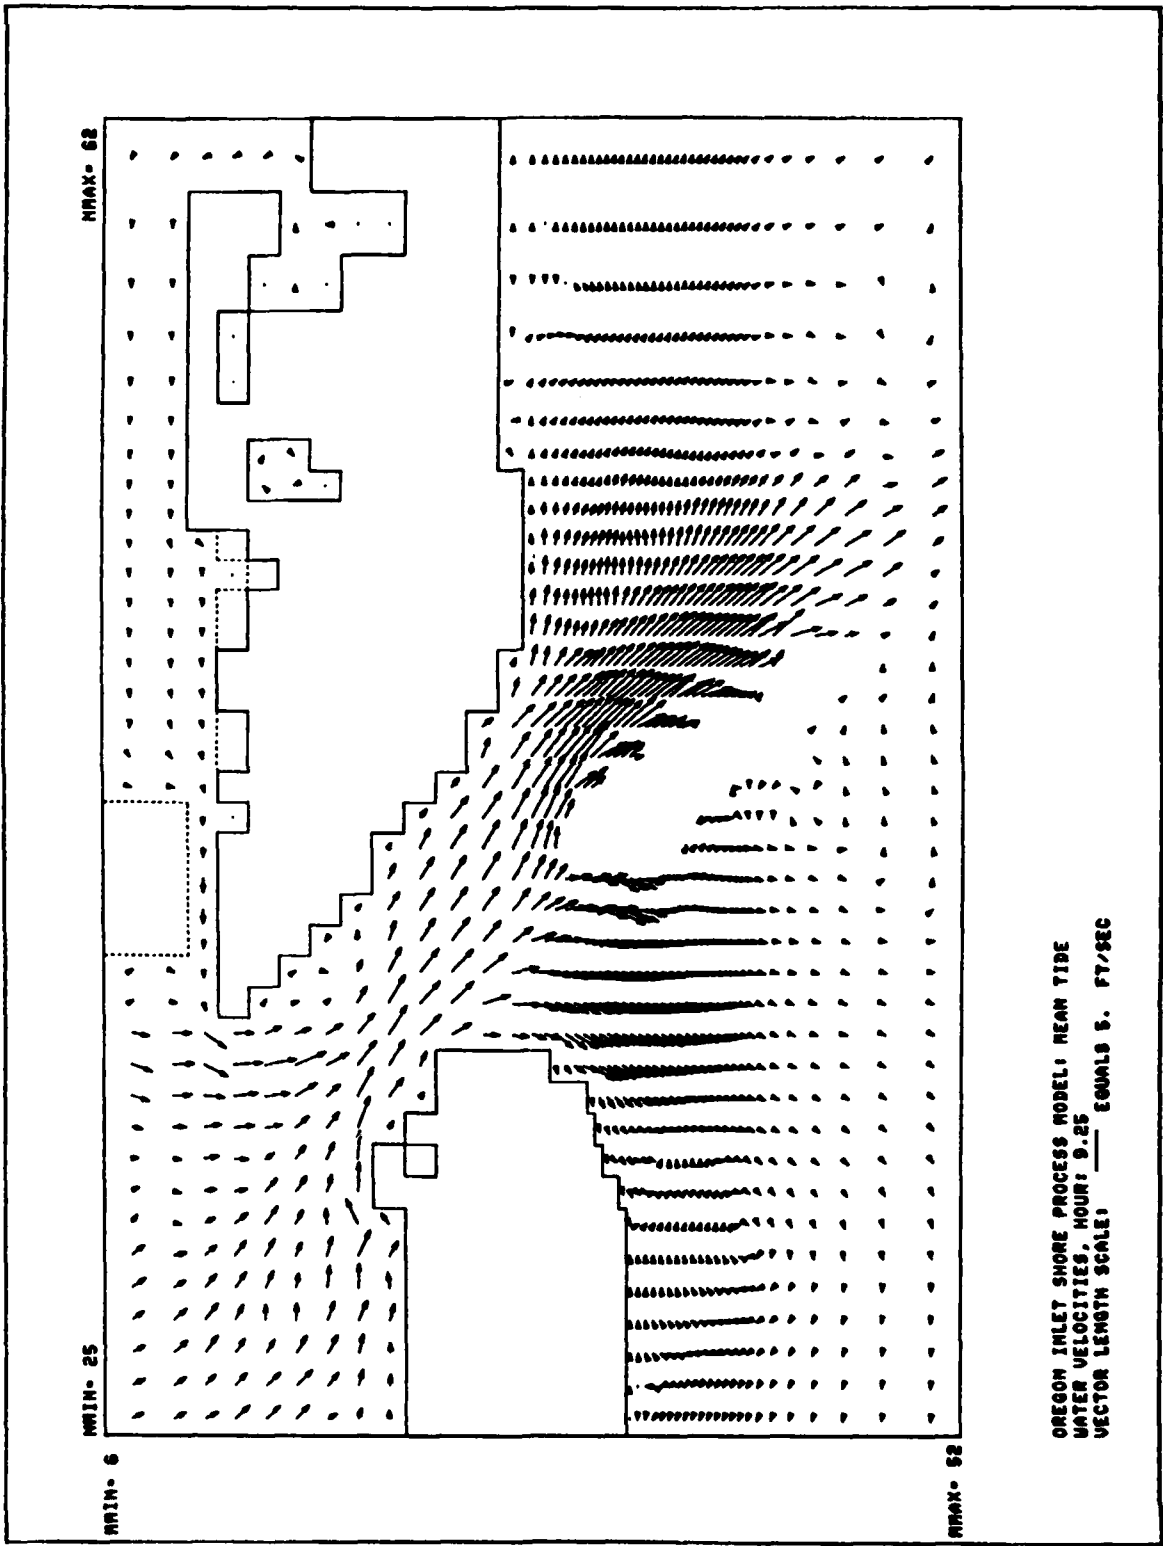 MMIN= 6
NMIN= 25
NMAX= 62
MMAX= 52
OREGON INLET SHORE PROCESS MODEL: MEAN TIDE
WATER VELOCITIES, HOUR: 9.25
VECTOR LENGTH SCALE: —— EQUALS 5. FT/SEC